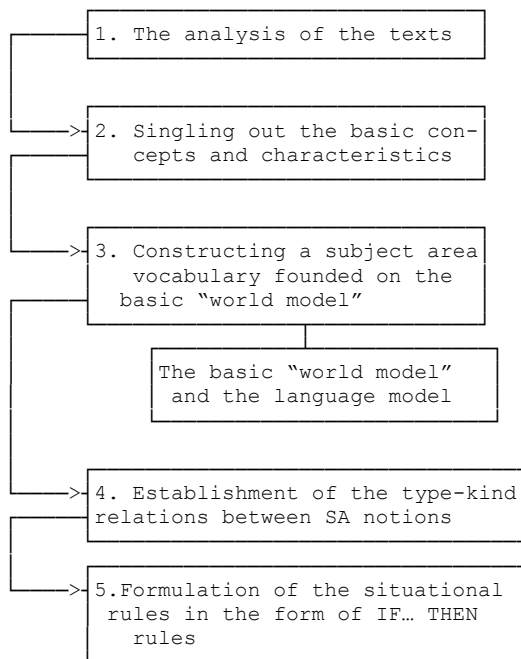 1. The analysis of the texts
2. Singling out the basic con-
cepts and characteristics
3. Constructing a subject area
vocabulary founded on the
basic “world model”
The basic “world model”
and the language model
4. Establishment of the type-kind
relations between SA notions
5.Formulation of the situational
rules in the form of IF… THEN
rules